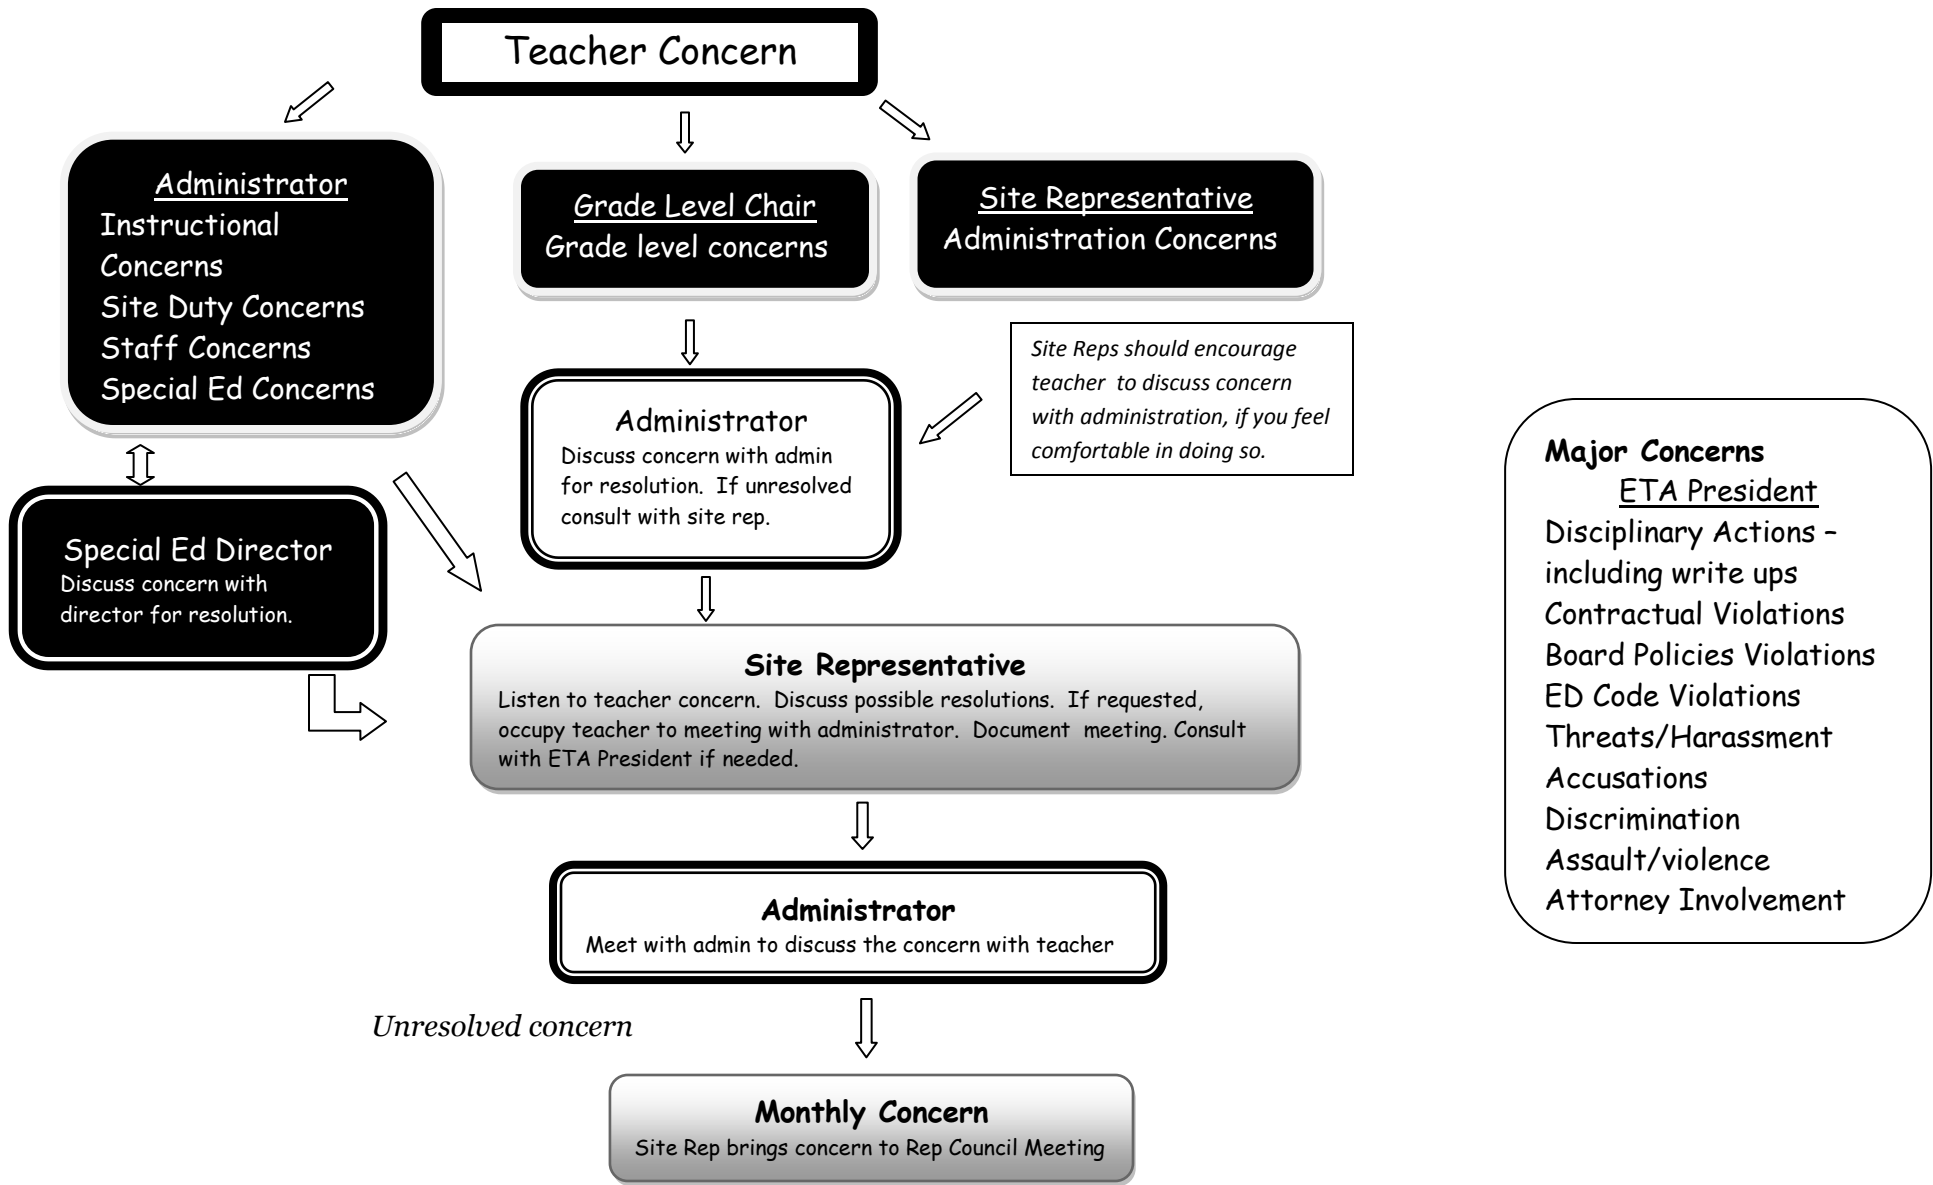 Teacher Concern
Administrator
Instructional
Concerns
Site Duty Concerns
Staff Concerns
Special Ed Concerns
Grade Level Chair
Grade level concerns
Site Representative
Administration Concerns
Site Reps should encourage
teacher to discuss concern
with administration, if you feel
comfortable in doing so.
Administrator
Discuss concern with admin
for resolution. If unresolved
consult with site rep.
Special Ed Director
Discuss concern with
director for resolution.
Site Representative
Listen to teacher concern. Discuss possible resolutions. If requested,
occupy teacher to meeting with administrator. Document meeting. Consult
with ETA President if needed.
Administrator
Meet with admin to discuss the concern with teacher
Unresolved concern
Monthly Concern
Site Rep brings concern to Rep Council Meeting
Major Concerns
ETA President
Disciplinary Actions –
including write ups
Contractual Violations
Board Policies Violations
ED Code Violations
Threats/Harassment
Accusations
Discrimination
Assault/violence
Attorney Involvement